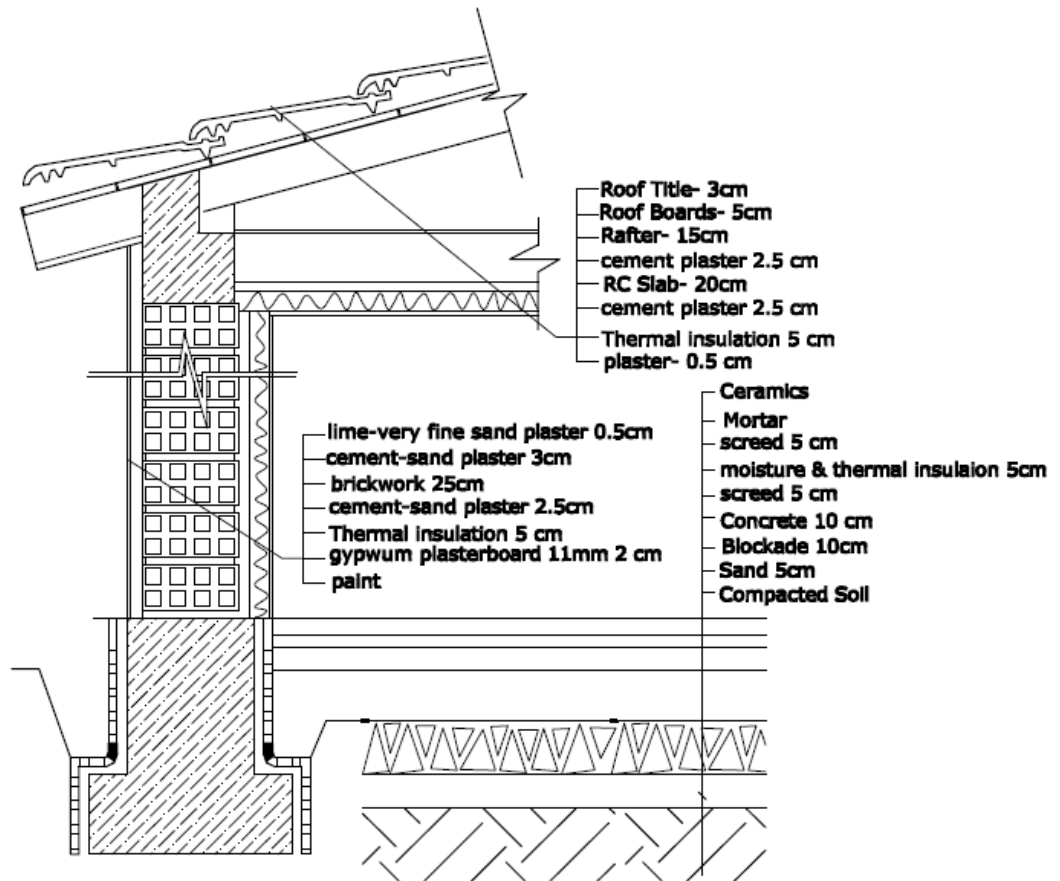 Roof Title- 3cm
Roof Boards- 5cm
Rafter- 15cm
cement plaster 2.5 cm
RC Slab- 20cm
cement plaster 2.5 cm
Thermal insulation 5 cm
plaster- 0.5 cm
Ceramics
Mortar
screed 5 cm
moisture & thermal insulaion 5cm
screed 5 cm
Concrete 10 cm
Blockade 10cm
Sand 5cm
Compacted Soil
lime-very fine sand plaster 0.5cm
cement-sand plaster 3cm
brickwork 25cm
cement-sand plaster 2.5cm
Thermal insulation 5 cm
gypwum plasterboard 11mm 2 cm
paint